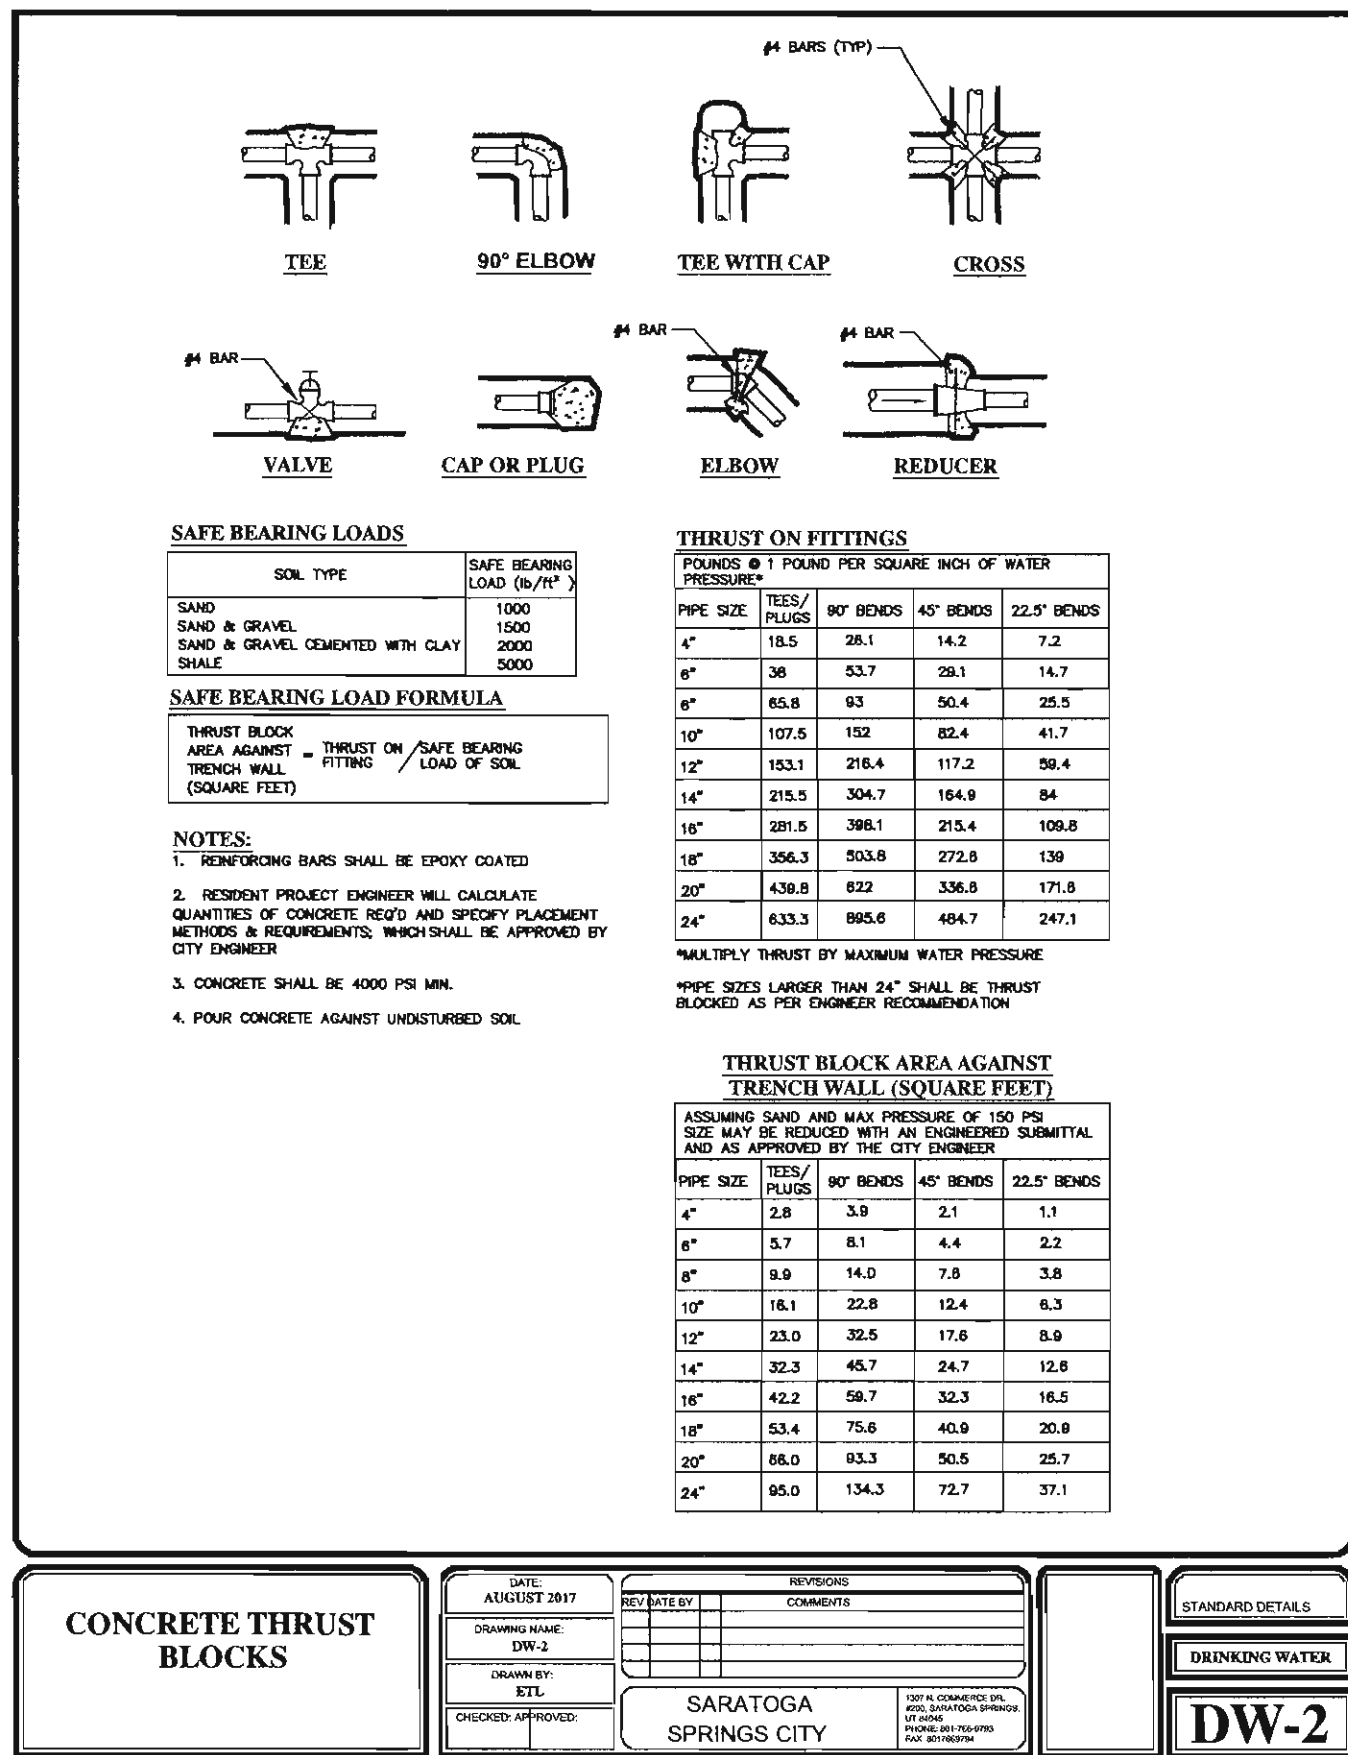 #4 BARS (TYP)
TEE
90° ELBOW
TEE WITH CAP
CROSS
#4 BAR
#4 BAR
#4 BAR
VALVE
CAP OR PLUG
ELBOW
REDUCER
SAFE BEARING LOADS
SOIL TYPE SAFE BEARING LOAD (lb/ft² )
SAND 1000
SAND & GRAVEL 1500
SAND & GRAVEL CEMENTED WITH CLAY 2000
SHALE 5000
SAFE BEARING LOAD FORMULA
THRUST BLOCK
AREA AGAINST = THRUST ON / SAFE BEARING
TRENCH WALL FITTING LOAD OF SOIL
(SQUARE FEET)
NOTES:
1. REINFORCING BARS SHALL BE EPOXY COATED
2. RESIDENT PROJECT ENGINEER WILL CALCULATE
QUANTITIES OF CONCRETE REQ'D AND SPECIFY PLACEMENT
METHODS & REQUIREMENTS; WHICH SHALL BE APPROVED BY
CITY ENGINEER
3. CONCRETE SHALL BE 4000 PSI MIN.
4. POUR CONCRETE AGAINST UNDISTURBED SOIL
THRUST ON FITTINGS
POUNDS @ 1 POUND PER SQUARE INCH OF WATER
PRESSURE*
PIPE SIZE TEES/ PLUGS 90° BENDS 45° BENDS 22.5° BENDS
4" 18.5 26.1 14.2 7.2
6" 38 53.7 29.1 14.7
6" 65.8 93 50.4 25.5
10" 107.5 152 82.4 41.7
12" 153.1 216.4 117.2 59.4
14" 215.5 304.7 164.9 84
16" 281.5 398.1 215.4 109.8
18" 356.3 503.8 272.6 139
20" 439.8 622 336.6 171.6
24" 633.3 895.6 484.7 247.1
*MULTIPLY THRUST BY MAXIMUM WATER PRESSURE
*PIPE SIZES LARGER THAN 24" SHALL BE THRUST
BLOCKED AS PER ENGINEER RECOMMENDATION
THRUST BLOCK AREA AGAINST
TRENCH WALL (SQUARE FEET)
ASSUMING SAND AND MAX PRESSURE OF 150 PSI
SIZE MAY BE REDUCED WITH AN ENGINEERED SUBMITTAL
AND AS APPROVED BY THE CITY ENGINEER
PIPE SIZE TEES/ PLUGS 90° BENDS 45° BENDS 22.5° BENDS
4" 2.8 3.9 2.1 1.1
6" 5.7 8.1 4.4 2.2
8" 9.9 14.0 7.6 3.8
10" 16.1 22.8 12.4 6.3
12" 23.0 32.5 17.6 8.9
14" 32.3 45.7 24.7 12.6
16" 42.2 59.7 32.3 16.5
18" 53.4 75.6 40.9 20.9
20" 66.0 93.3 50.5 25.7
24" 95.0 134.3 72.7 37.1
CONCRETE THRUST
BLOCKS
DATE:
AUGUST 2017
DRAWING NAME:
DW-2
DRAWN BY:
ETL
CHECKED: APPROVED:
REVISIONS
REV DATE BY COMMENTS
SARATOGA
SPRINGS CITY
1307 N. COMMERCE DR.
#200, SARATOGA SPRINGS,
UT 84045
PHONE: 801-766-9793
FAX 8017669794
STANDARD DETAILS
DRINKING WATER
DW-2